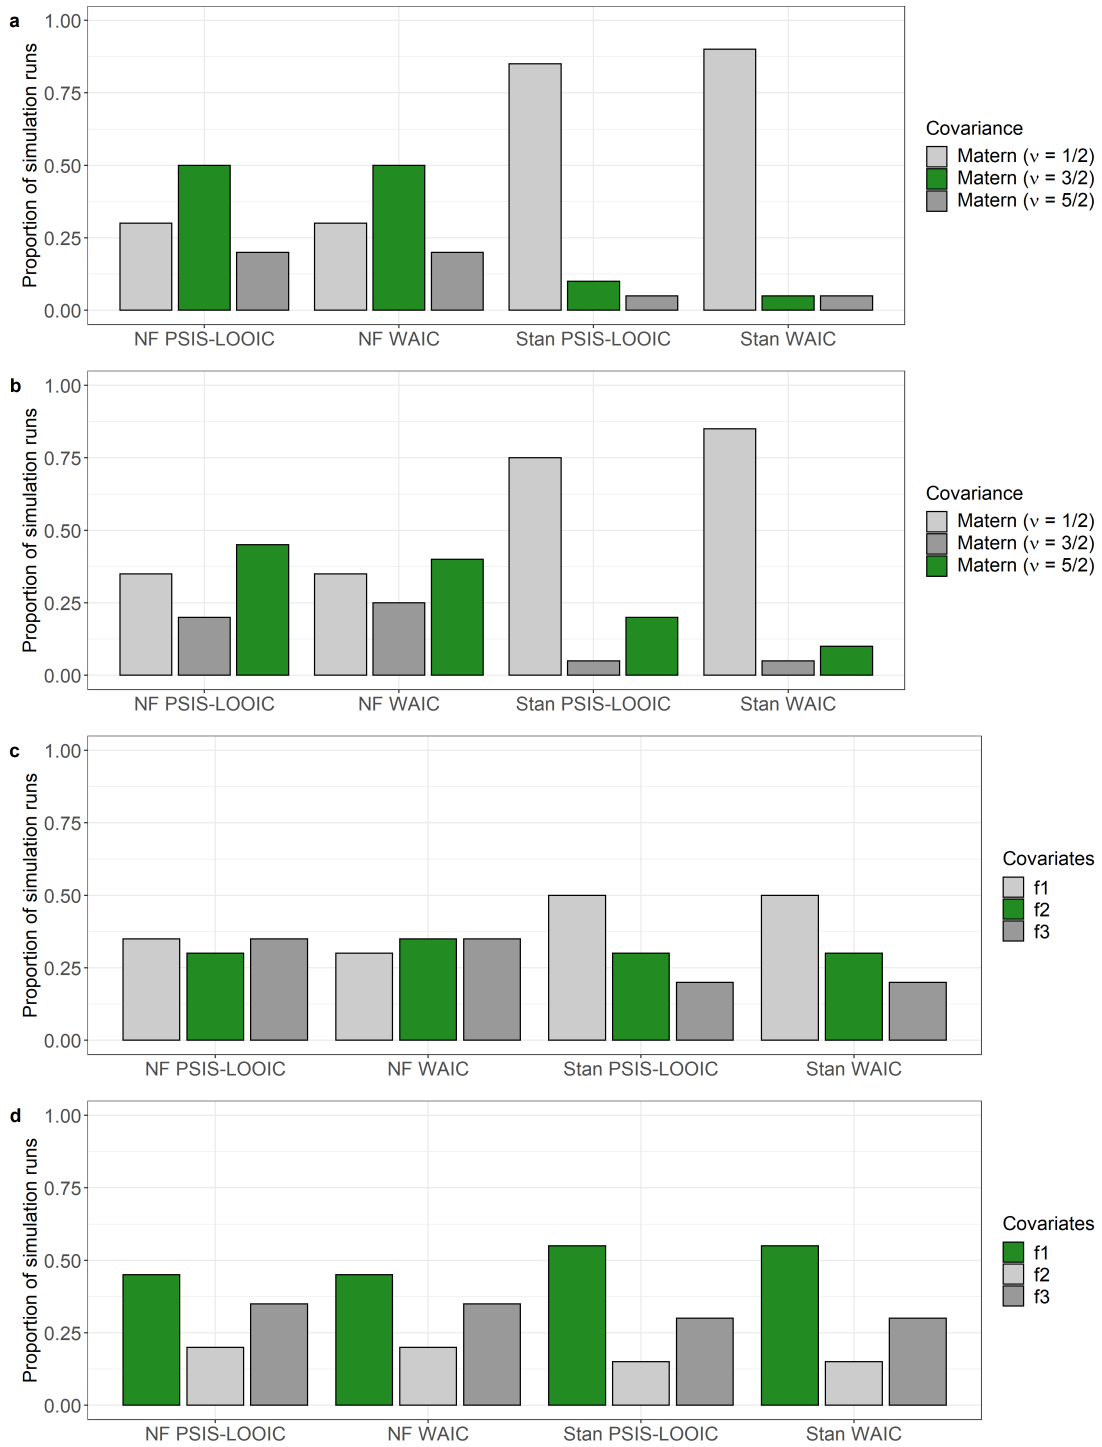 a
Proportion of simulation runs
1.00
0.75
0.50
0.25
0.00
NF PSIS-LOOIC NF WAIC Stan PSIS-LOOIC Stan WAIC
Covariance
Matern (ν = 1/2)
Matern (ν = 3/2)
Matern (ν = 5/2)
b
Proportion of simulation runs
1.00
0.75
0.50
0.25
0.00
NF PSIS-LOOIC NF WAIC Stan PSIS-LOOIC Stan WAIC
Covariance
Matern (ν = 1/2)
Matern (ν = 3/2)
Matern (ν = 5/2)
c
Proportion of simulation runs
1.00
0.75
0.50
0.25
0.00
NF PSIS-LOOIC NF WAIC Stan PSIS-LOOIC Stan WAIC
Covariates
f1
f2
f3
d
Proportion of simulation runs
1.00
0.75
0.50
0.25
0.00
NF PSIS-LOOIC NF WAIC Stan PSIS-LOOIC Stan WAIC
Covariates
f1
f2
f3